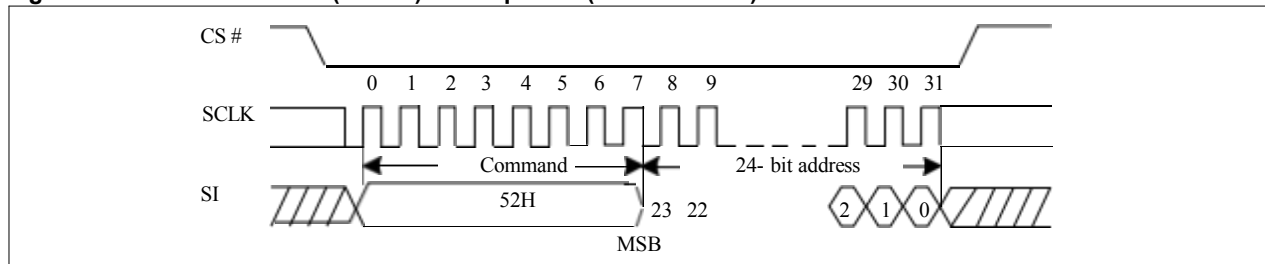 CS #
0 1 2 3 4 5 6 7 8 9 29 30 31
SCLK
Command 24- bit address
SI
52H
23 22 2 1 0
MSB